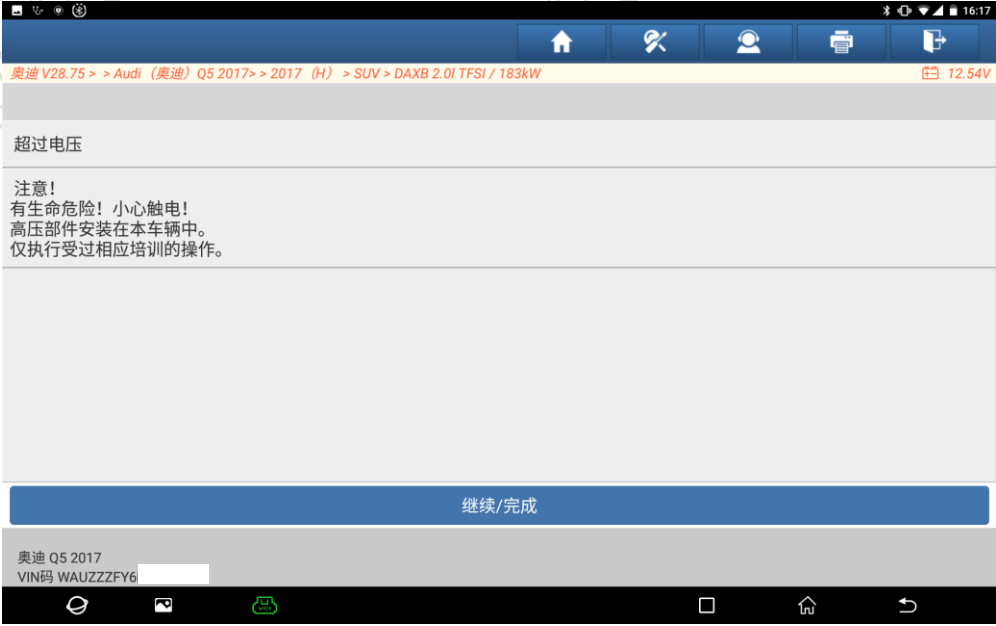 16:17
奥迪 V28.75 > > Audi（奥迪）Q5 2017> > 2017（H） > SUV > DAXB 2.0l TFSI / 183kW
12.54V
超过电压
注意！
有生命危险！小心触电！
高压部件安装在本车辆中。
仅执行受过相应培训的操作。
继续/完成
奥迪 Q5 2017
VIN码 WAUZZZFY6